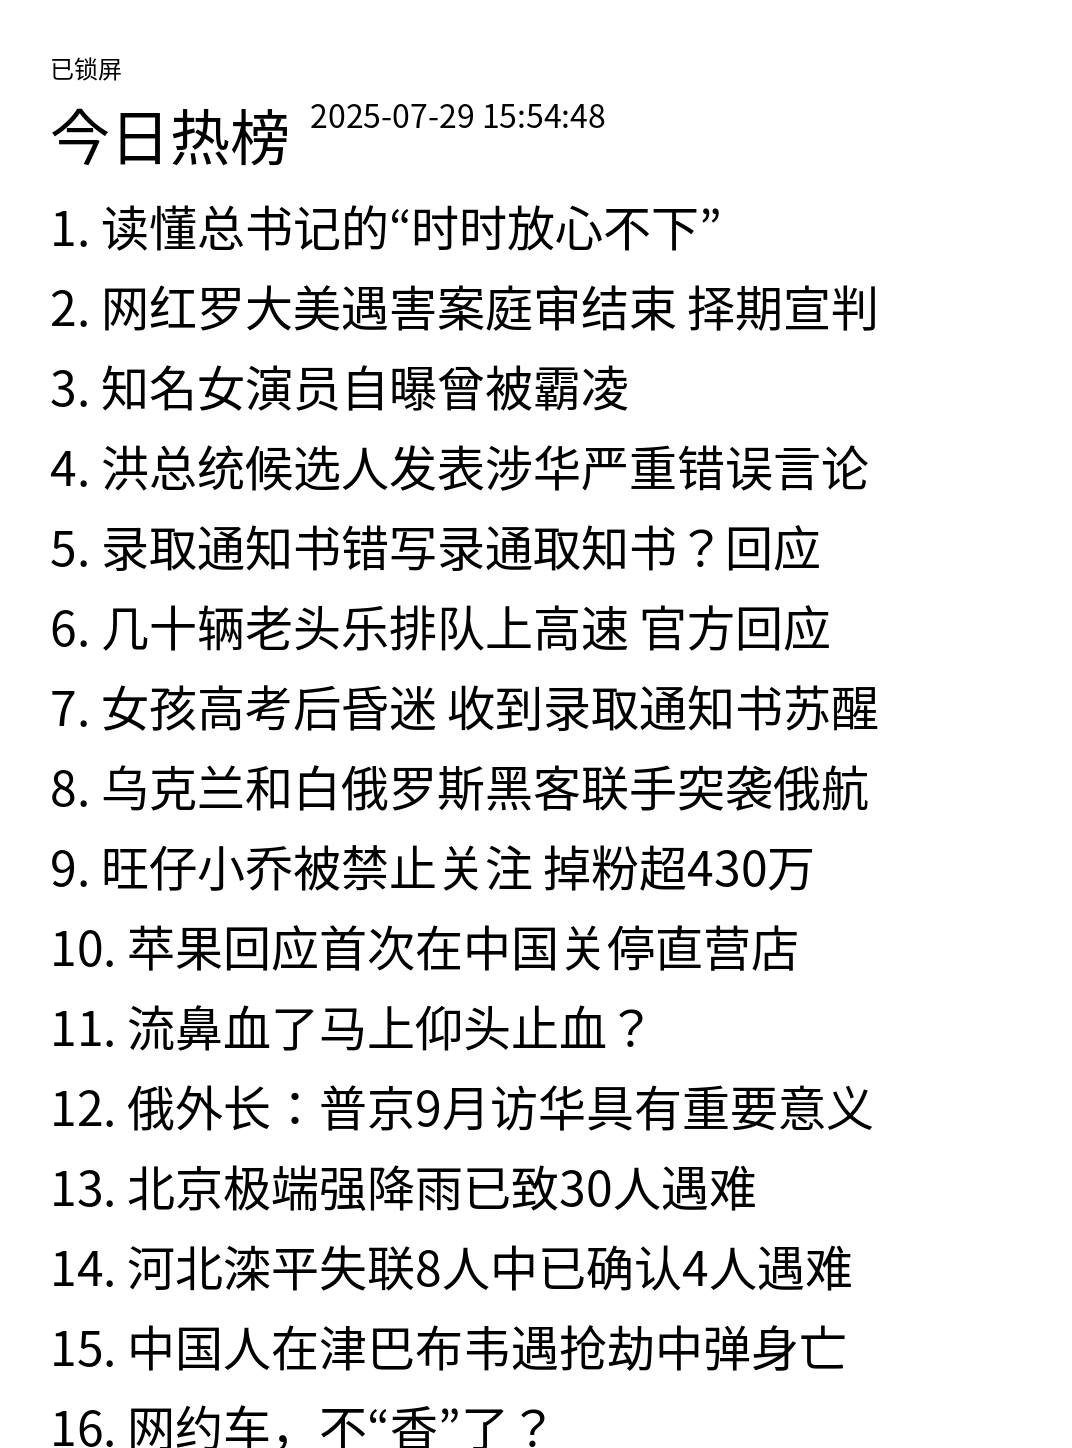 已锁屏
今日热榜 2025-07-29 15:54:48
1. 读懂总书记的“时时放心不下”
2. 网红罗大美遇害案庭审结束 择期宣判
3. 知名女演员自曝曾被霸凌
4. 洪总统候选人发表涉华严重错误言论
5. 录取通知书错写录通取知书？回应
6. 几十辆老头乐排队上高速 官方回应
7. 女孩高考后昏迷 收到录取通知书苏醒
8. 乌克兰和白俄罗斯黑客联手突袭俄航
9. 旺仔小乔被禁止关注 掉粉超430万
10. 苹果回应首次在中国关停直营店
11. 流鼻血了马上仰头止血？
12. 俄外长：普京9月访华具有重要意义
13. 北京极端强降雨已致30人遇难
14. 河北滦平失联8人中已确认4人遇难
15. 中国人在津巴布韦遇抢劫中弹身亡
16. 网约车，不“香”了？